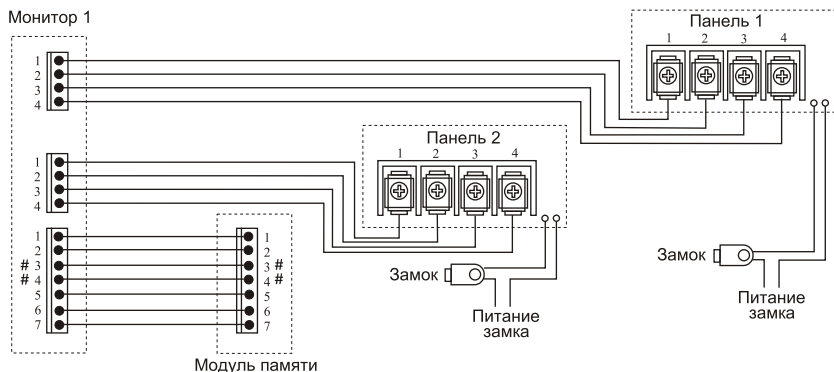 Монитор 1
Панель 1
1 2 3 4
1
2
3
4
Панель 2
1 2 3 4
1
2
3
4
1 1
2 2
# 3 3 #
# 4 4 #
5 5
6 6
7 7
Замок
Питание
замка
Замок
Питание
замка
Модуль памяти